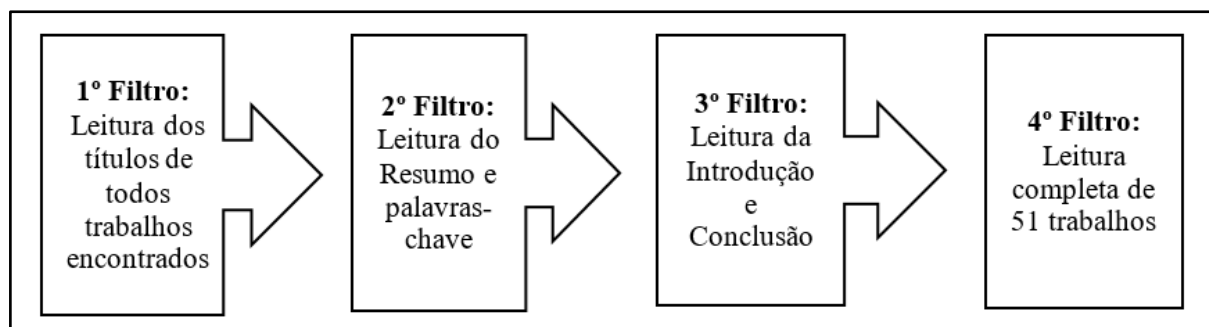 1º Filtro:
Leitura dos
títulos de
todos
trabalhos
encontrados
2º Filtro:
Leitura do
Resumo e
palavras-
chave
3º Filtro:
Leitura da
Introdução
e
Conclusão
4º Filtro:
Leitura
completa de
51 trabalhos